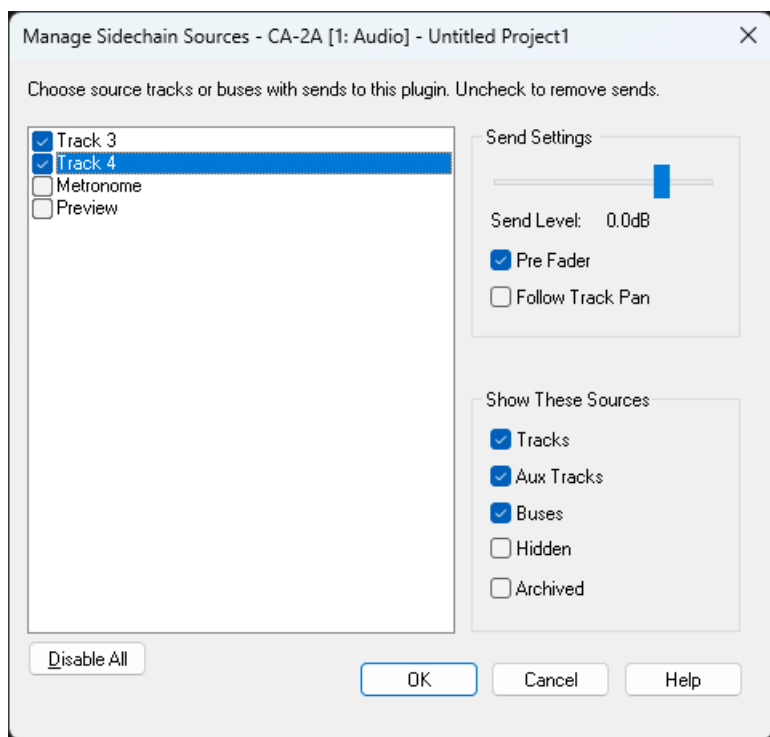 Manage Sidechain Sources - CA-2A [1: Audio] - Untitled Project1
Choose source tracks or buses with sends to this plugin. Uncheck to remove sends.
Track 3
Track 4
Metronome
Preview
Send Settings
Send Level: 0.0dB
Pre Fader
Follow Track Pan
Show These Sources
Tracks
Aux Tracks
Buses
Hidden
Archived
Disable All
OK
Cancel
Help